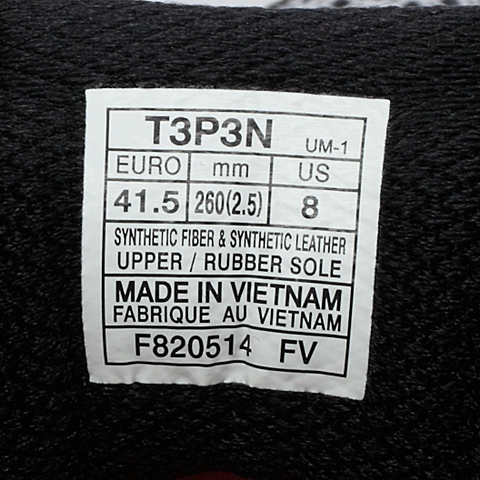 T3P3N UM-1
EURO mm US
41.5 260(2.5) 8
SYNTHETIC FIBER & SYNTHETIC LEATHER
UPPER / RUBBER SOLE
MADE IN VIETNAM
FABRIQUE AU VIETNAM
F820514 FV